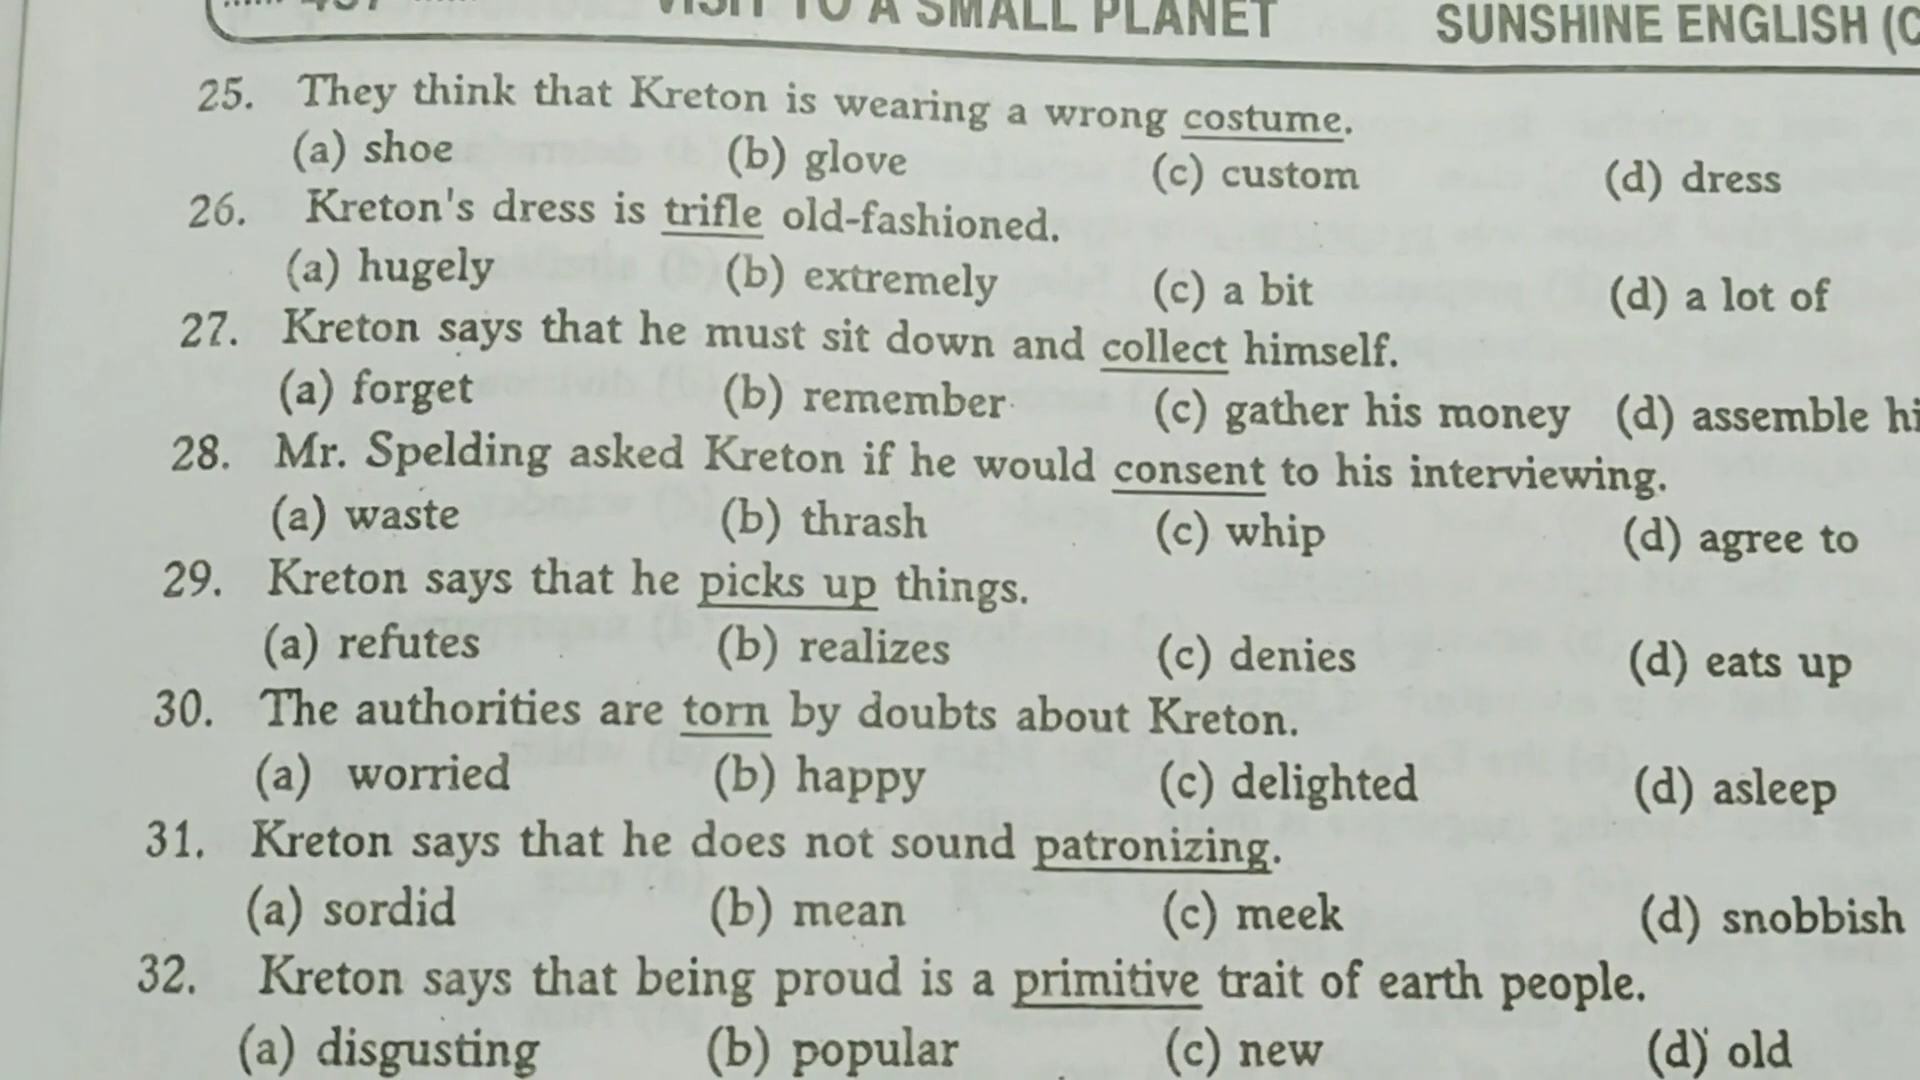 VISIT TO A SMALL PLANET SUNSHINE ENGLISH
25. They think that Kreton is wearing a wrong costume.
(a) shoe (b) glove (c) custom (d) dress
26. Kreton's dress is trifle old-fashioned.
(a) hugely (b) extremely (c) a bit (d) a lot of
27. Kreton says that he must sit down and collect himself.
(a) forget (b) remember (c) gather his money (d) assemble
28. Mr. Spelding asked Kreton if he would consent to his interviewing.
(a) waste (b) thrash (c) whip (d) agree to
29. Kreton says that he picks up things.
(a) refutes (b) realizes (c) denies (d) eats up
30. The authorities are torn by doubts about Kreton.
(a) worried (b) happy (c) delighted (d) asleep
31. Kreton says that he does not sound patronizing.
(a) sordid (b) mean (c) meek (d) snobbish
32. Kreton says that being proud is a primitive trait of earth people.
(a) disgusting (b) popular (c) new (d) old